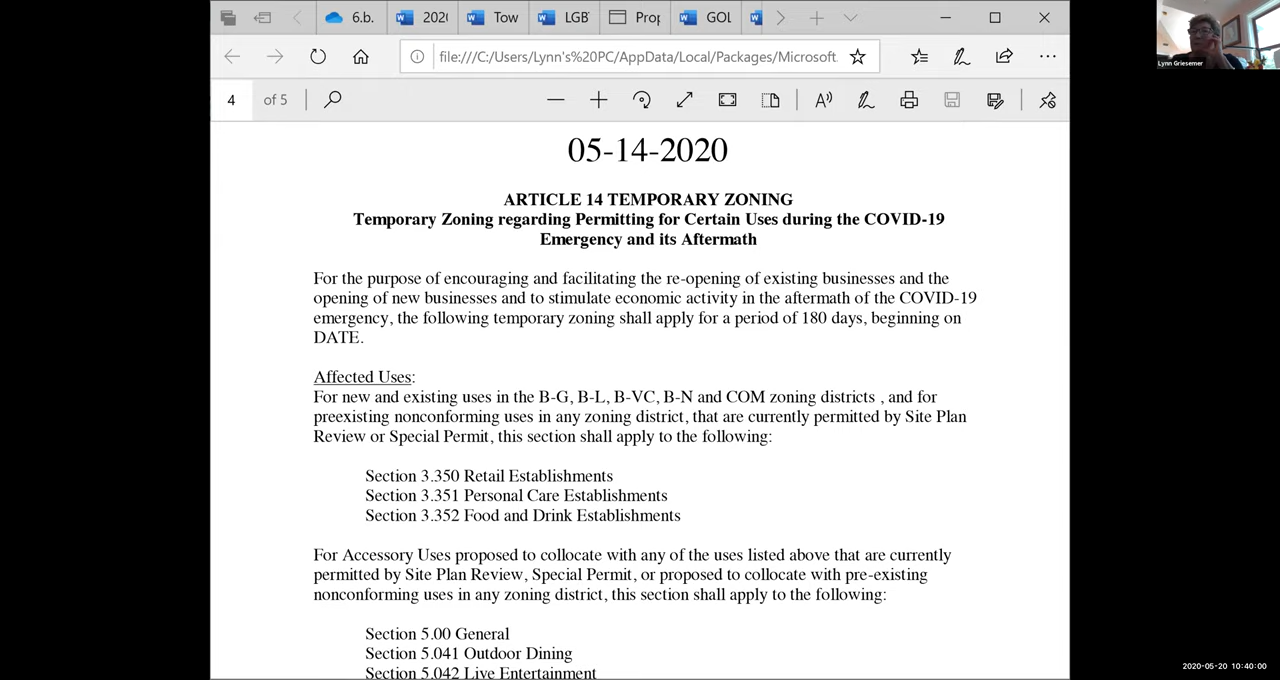 6.b.
202
Tow
LGB
Prop
GOL
file:///C:/Users/Lynn's%20PC/AppData/Local/Packages/Microsoft.
4
of 5
05-14-2020
ARTICLE 14 TEMPORARY ZONING
Temporary Zoning regarding Permitting for Certain Uses during the COVID-19
Emergency and its Aftermath
For the purpose of encouraging and facilitating the re-opening of existing businesses and the
opening of new businesses and to stimulate economic activity in the aftermath of the COVID-19
emergency, the following temporary zoning shall apply for a period of 180 days, beginning on
DATE.
Affected Uses:
For new and existing uses in the B-G, B-L, B-VC, B-N and COM zoning districts , and for
preexisting nonconforming uses in any zoning district, that are currently permitted by Site Plan
Review or Special Permit, this section shall apply to the following:
Section 3.350 Retail Establishments
Section 3.351 Personal Care Establishments
Section 3.352 Food and Drink Establishments
For Accessory Uses proposed to collocate with any of the uses listed above that are currently
permitted by Site Plan Review, Special Permit, or proposed to collocate with pre-existing
nonconforming uses in any zoning district, this section shall apply to the following:
Section 5.00 General
Section 5.041 Outdoor Dining
Section 5.042 Live Entertainment
Lynn Griesemer
2020-05-20 10:40:00